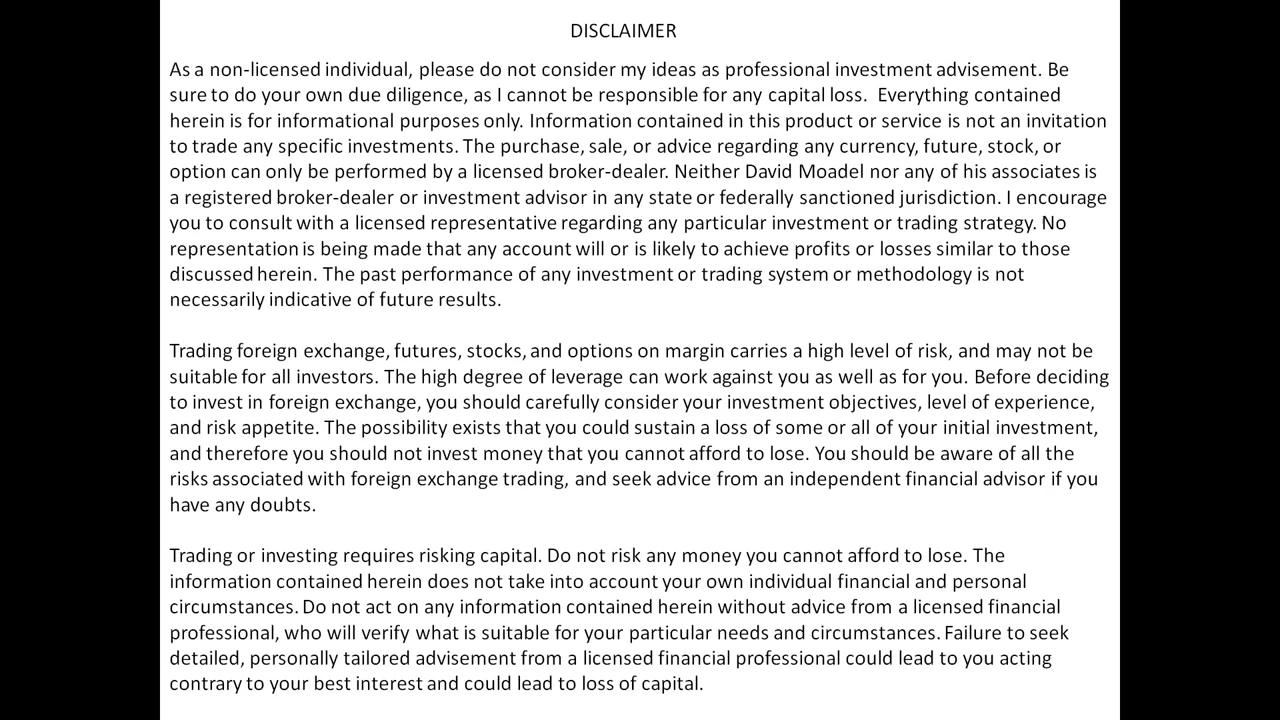 DISCLAIMER
As a non-licensed individual, please do not consider my ideas as professional investment advisement. Be
sure to do your own due diligence, as I cannot be responsible for any capital loss.  Everything contained
herein is for informational purposes only. Information contained in this product or service is not an invitation
to trade any specific investments. The purchase, sale, or advice regarding any currency, future, stock, or
option can only be performed by a licensed broker-dealer. Neither David Moadel nor any of his associates is
a registered broker-dealer or investment advisor in any state or federally sanctioned jurisdiction. I encourage
you to consult with a licensed representative regarding any particular investment or trading strategy. No
representation is being made that any account will or is likely to achieve profits or losses similar to those
discussed herein. The past performance of any investment or trading system or methodology is not
necessarily indicative of future results.
Trading foreign exchange, futures, stocks, and options on margin carries a high level of risk, and may not be
suitable for all investors. The high degree of leverage can work against you as well as for you. Before deciding
to invest in foreign exchange, you should carefully consider your investment objectives, level of experience,
and risk appetite. The possibility exists that you could sustain a loss of some or all of your initial investment,
and therefore you should not invest money that you cannot afford to lose. You should be aware of all the
risks associated with foreign exchange trading, and seek advice from an independent financial advisor if you
have any doubts.
Trading or investing requires risking capital. Do not risk any money you cannot afford to lose. The
information contained herein does not take into account your own individual financial and personal
circumstances. Do not act on any information contained herein without advice from a licensed financial
professional, who will verify what is suitable for your particular needs and circumstances. Failure to seek
detailed, personally tailored advisement from a licensed financial professional could lead to you acting
contrary to your best interest and could lead to loss of capital.